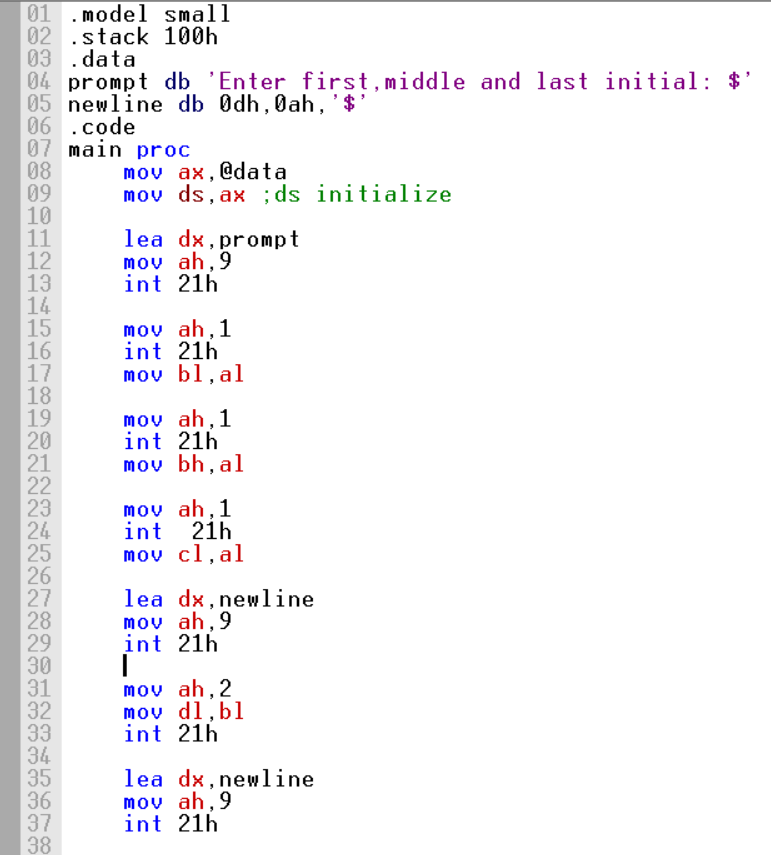 01 .model small
02 .stack 100h
03 .data
04 prompt db 'Enter first,middle and last initial: $'
05 newline db 0dh,0ah,'$'
06 .code
07 main proc
08     mov ax,@data
09     mov ds,ax ;ds initialize
10
11     lea dx,prompt
12     mov ah,9
13     int 21h
14
15     mov ah,1
16     int 21h
17     mov bl,al
18
19     mov ah,1
20     int 21h
21     mov bh,al
22
23     mov ah,1
24     int  21h
25     mov cl,al
26
27     lea dx,newline
28     mov ah,9
29     int 21h
30
31     mov ah,2
32     mov dl,bl
33     int 21h
34
35     lea dx,newline
36     mov ah,9
37     int 21h
38